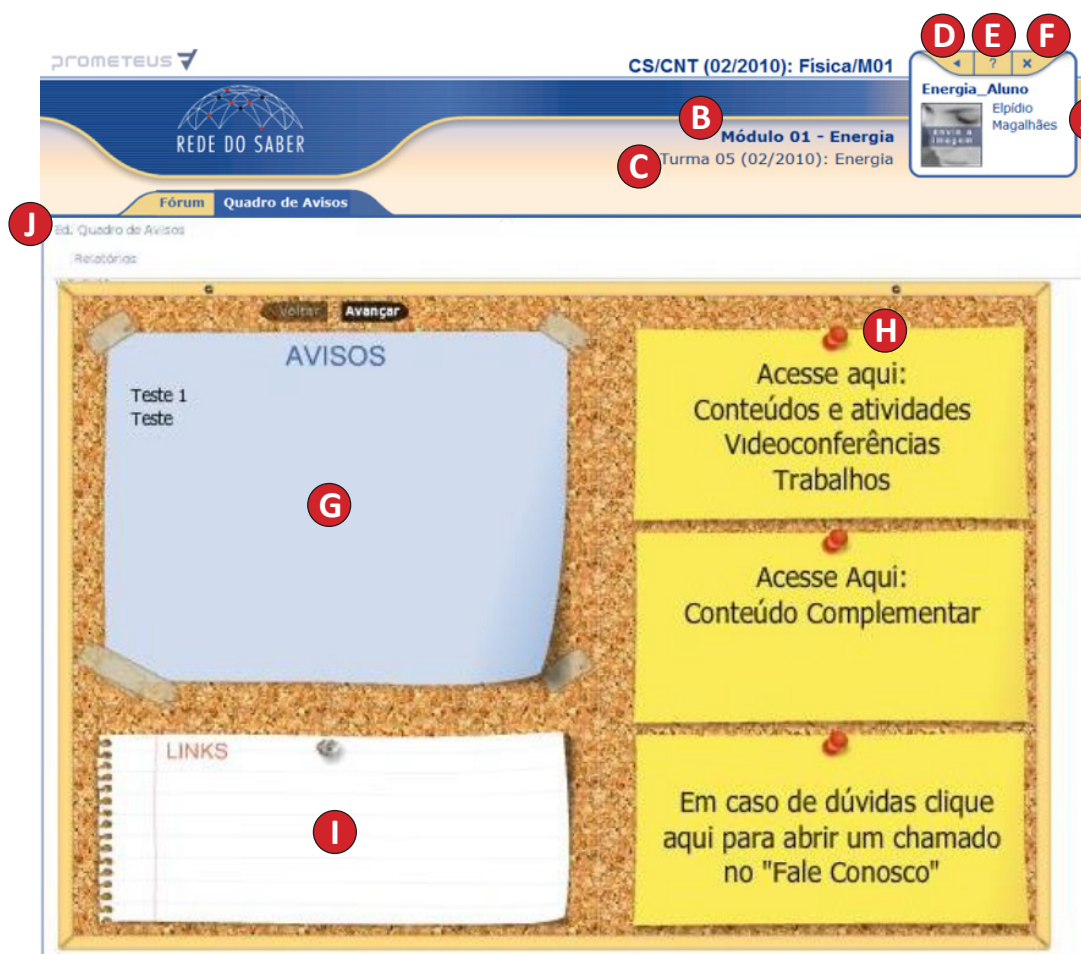 D E F
PROMETEUS
CS/CNT (02/2010): Física/M01
?
Energia_Aluno
Elpídio
Magalhães
envie a
imagem
REDE DO SABER
B
Módulo 01 - Energia
C
Turma 05 (02/2010): Energia
Fórum Quadro de Avisos
J
Ed. Quadro de Avisos
Relatórios
Voltar Avançar
H
AVISOS
Teste 1
Teste
G
Acesse aqui:
Conteúdos e atividades
Videoconferências
Trabalhos
Acesse Aqui:
Conteúdo Complementar
LINKS
I
Em caso de dúvidas clique
aqui para abrir um chamado
no "Fale Conosco"